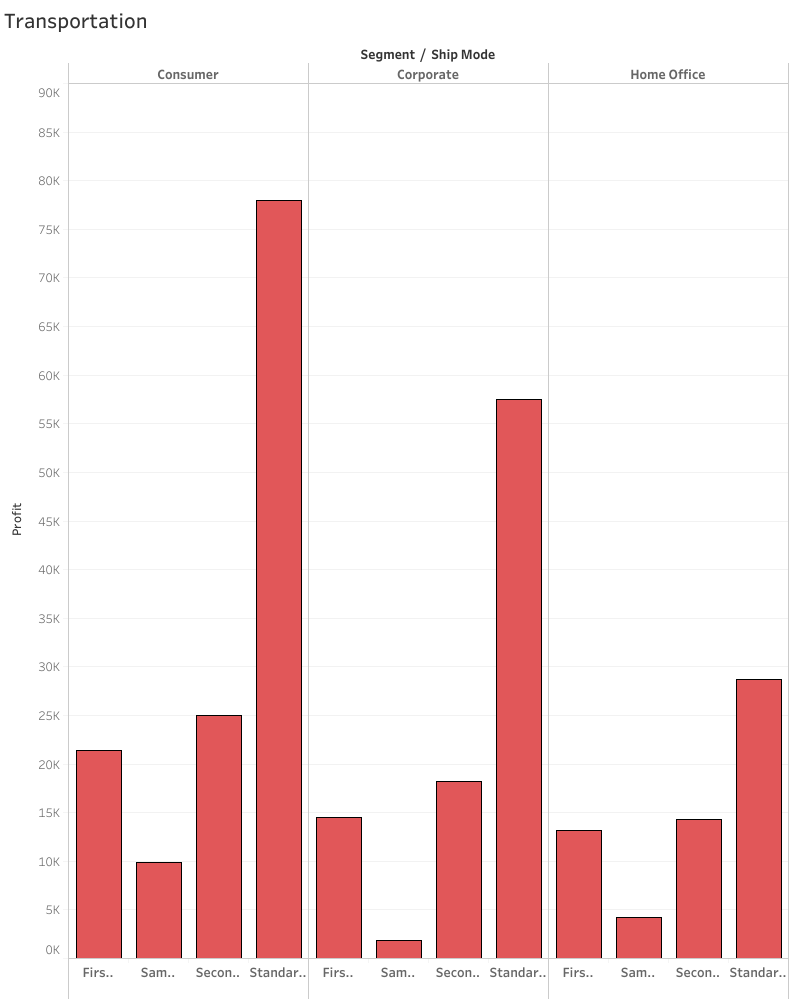 Transportation
Segment / Ship Mode
Consumer Corporate Home Office
90K
85K
80K
75K
70K
65K
60K
55K
50K
45K
40K
35K
30K
25K
20K
15K
10K
5K
0K
Profit
Firs.. Sam.. Secon.. Standar.. Firs.. Sam.. Secon.. Standar.. Firs.. Sam.. Secon.. Standar..